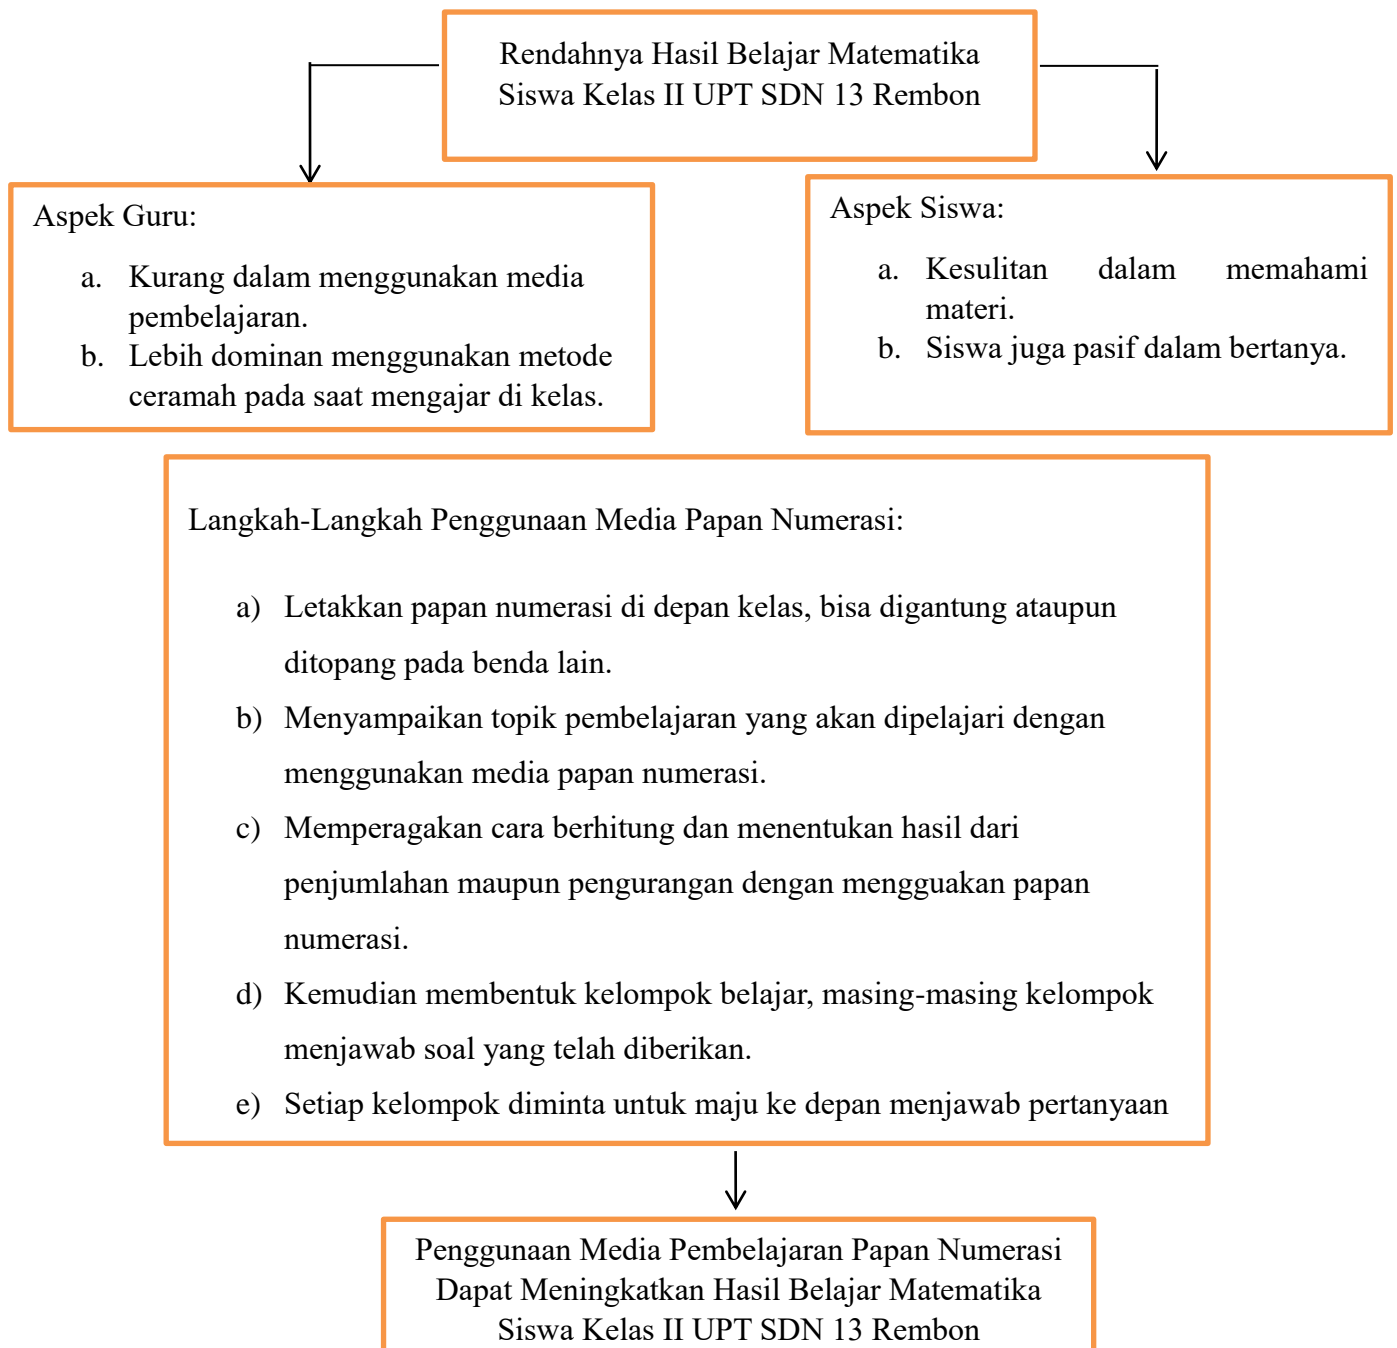 Rendahnya Hasil Belajar Matematika
Siswa Kelas II UPT SDN 13 Rembon
Aspek Guru:
a. Kurang dalam menggunakan media
pembelajaran.
b. Lebih dominan menggunakan metode
ceramah pada saat mengajar di kelas.
Aspek Siswa:
a. Kesulitan dalam memahami
materi.
b. Siswa juga pasif dalam bertanya.
Langkah-Langkah Penggunaan Media Papan Numerasi:
a) Letakkan papan numerasi di depan kelas, bisa digantung ataupun
ditopang pada benda lain.
b) Menyampaikan topik pembelajaran yang akan dipelajari dengan
menggunakan media papan numerasi.
c) Memperagakan cara berhitung dan menentukan hasil dari
penjumlahan maupun pengurangan dengan mengguakan papan
numerasi.
d) Kemudian membentuk kelompok belajar, masing-masing kelompok
menjawab soal yang telah diberikan.
e) Setiap kelompok diminta untuk maju ke depan menjawab pertanyaan
Penggunaan Media Pembelajaran Papan Numerasi
Dapat Meningkatkan Hasil Belajar Matematika
Siswa Kelas II UPT SDN 13 Rembon